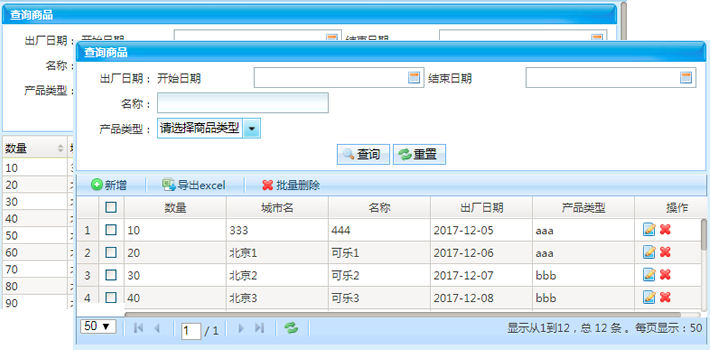 查询商品
出厂日期： 开始日期 结束日期
名称：
产品类型：
数量
10
20
30
40
50
60
70
80
90
查询商品
出厂日期： 开始日期 结束日期
名称：
产品类型： 请选择商品类型
查询 重置
新增 导出excel 批量删除
数量 城市名 名称 出厂日期 产品类型 操作
1 10 333 444 2017-12-05 aaa
2 20 北京1 可乐1 2017-12-06 aaa
3 30 北京2 可乐2 2017-12-07 bbb
4 40 北京3 可乐3 2017-12-08 bbb
50 1 / 1 显示从1到12，总 12 条 。每页显示：50